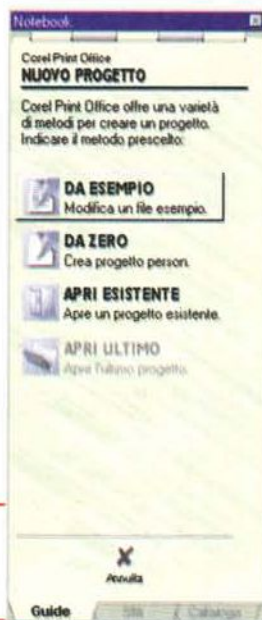 Notebook
Corel Print Office
NUOVO PROGETTO
Corel Print Office offre una varietà
di metodi per creare un progetto.
Indicare il metodo prescelto:
DA ESEMPIO
Modifica un file esempio.
DA ZERO
Crea progetto person.
APRI ESISTENTE
Apre un progetto esistente.
APRI ULTIMO
Apre l'ultimo progetto.
Annulla
Guide Stili Catalogo